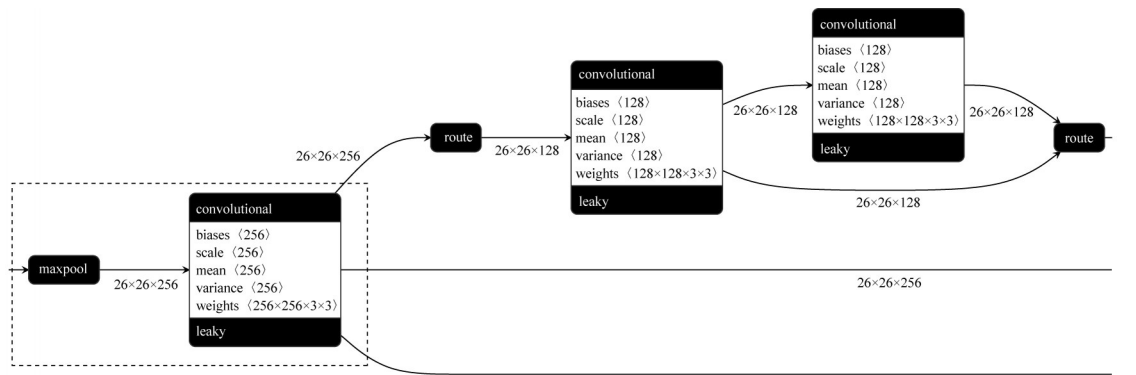 maxpool
26×26×256
convolutional
biases〈256〉
scale〈256〉
mean〈256〉
variance〈256〉
weights〈256×256×3×3〉
leaky
26×26×256
route
26×26×128
convolutional
biases〈128〉
scale〈128〉
mean〈128〉
variance〈128〉
weights〈128×128×3×3〉
leaky
26×26×128
convolutional
biases〈128〉
scale〈128〉
mean〈128〉
variance〈128〉
weights〈128×128×3×3〉
leaky
26×26×128
route
26×26×128
26×26×256